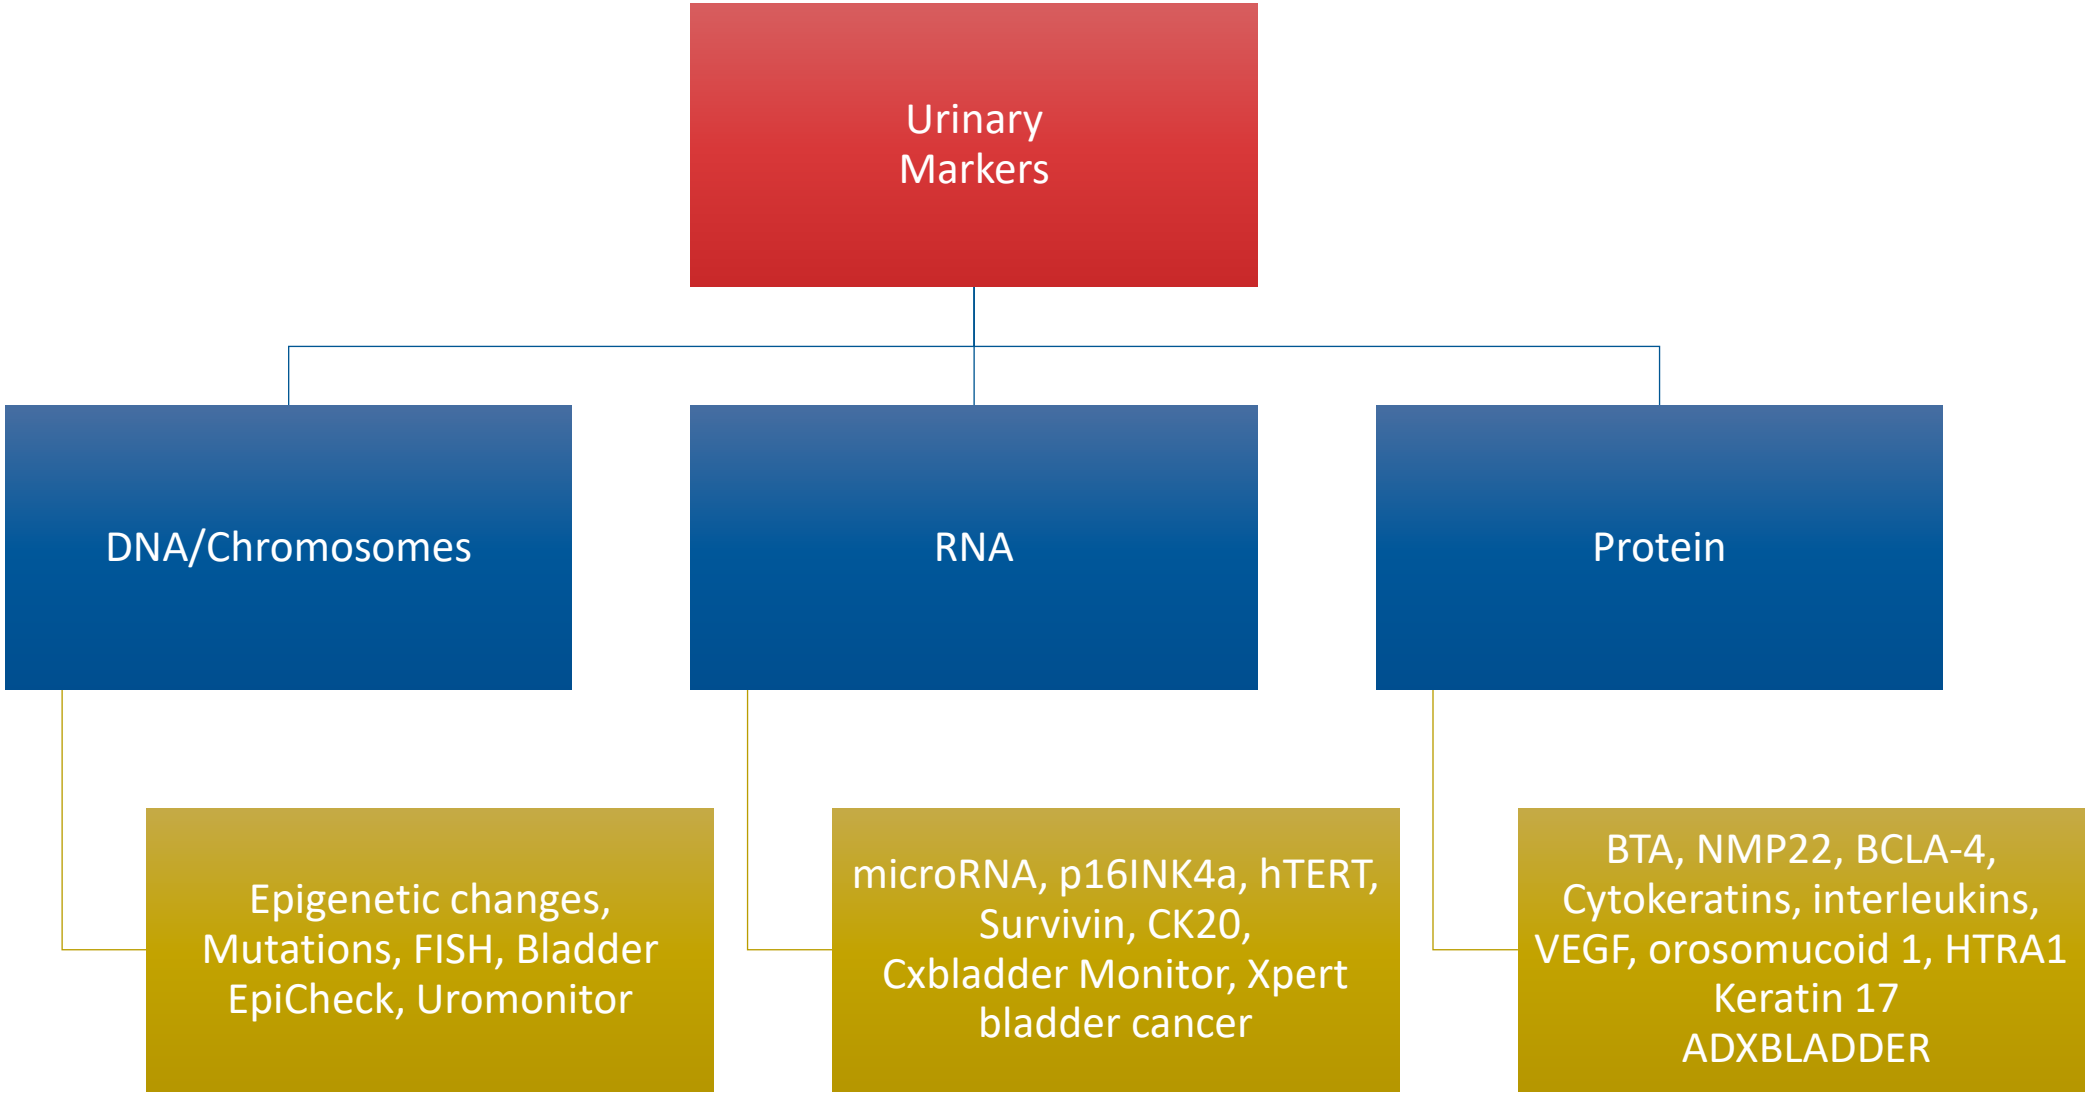 Urinary
Markers
DNA/Chromosomes
RNA
Protein
Epigenetic changes,
Mutations, FISH, Bladder
EpiCheck, Uromonitor
microRNA, p16INK4a, hTERT,
Survivin, CK20,
Cxbladder Monitor, Xpert
bladder cancer
BTA, NMP22, BCLA-4,
Cytokeratins, interleukins,
VEGF, orosomucoid 1, HTRA1
Keratin 17
ADXBLADDER